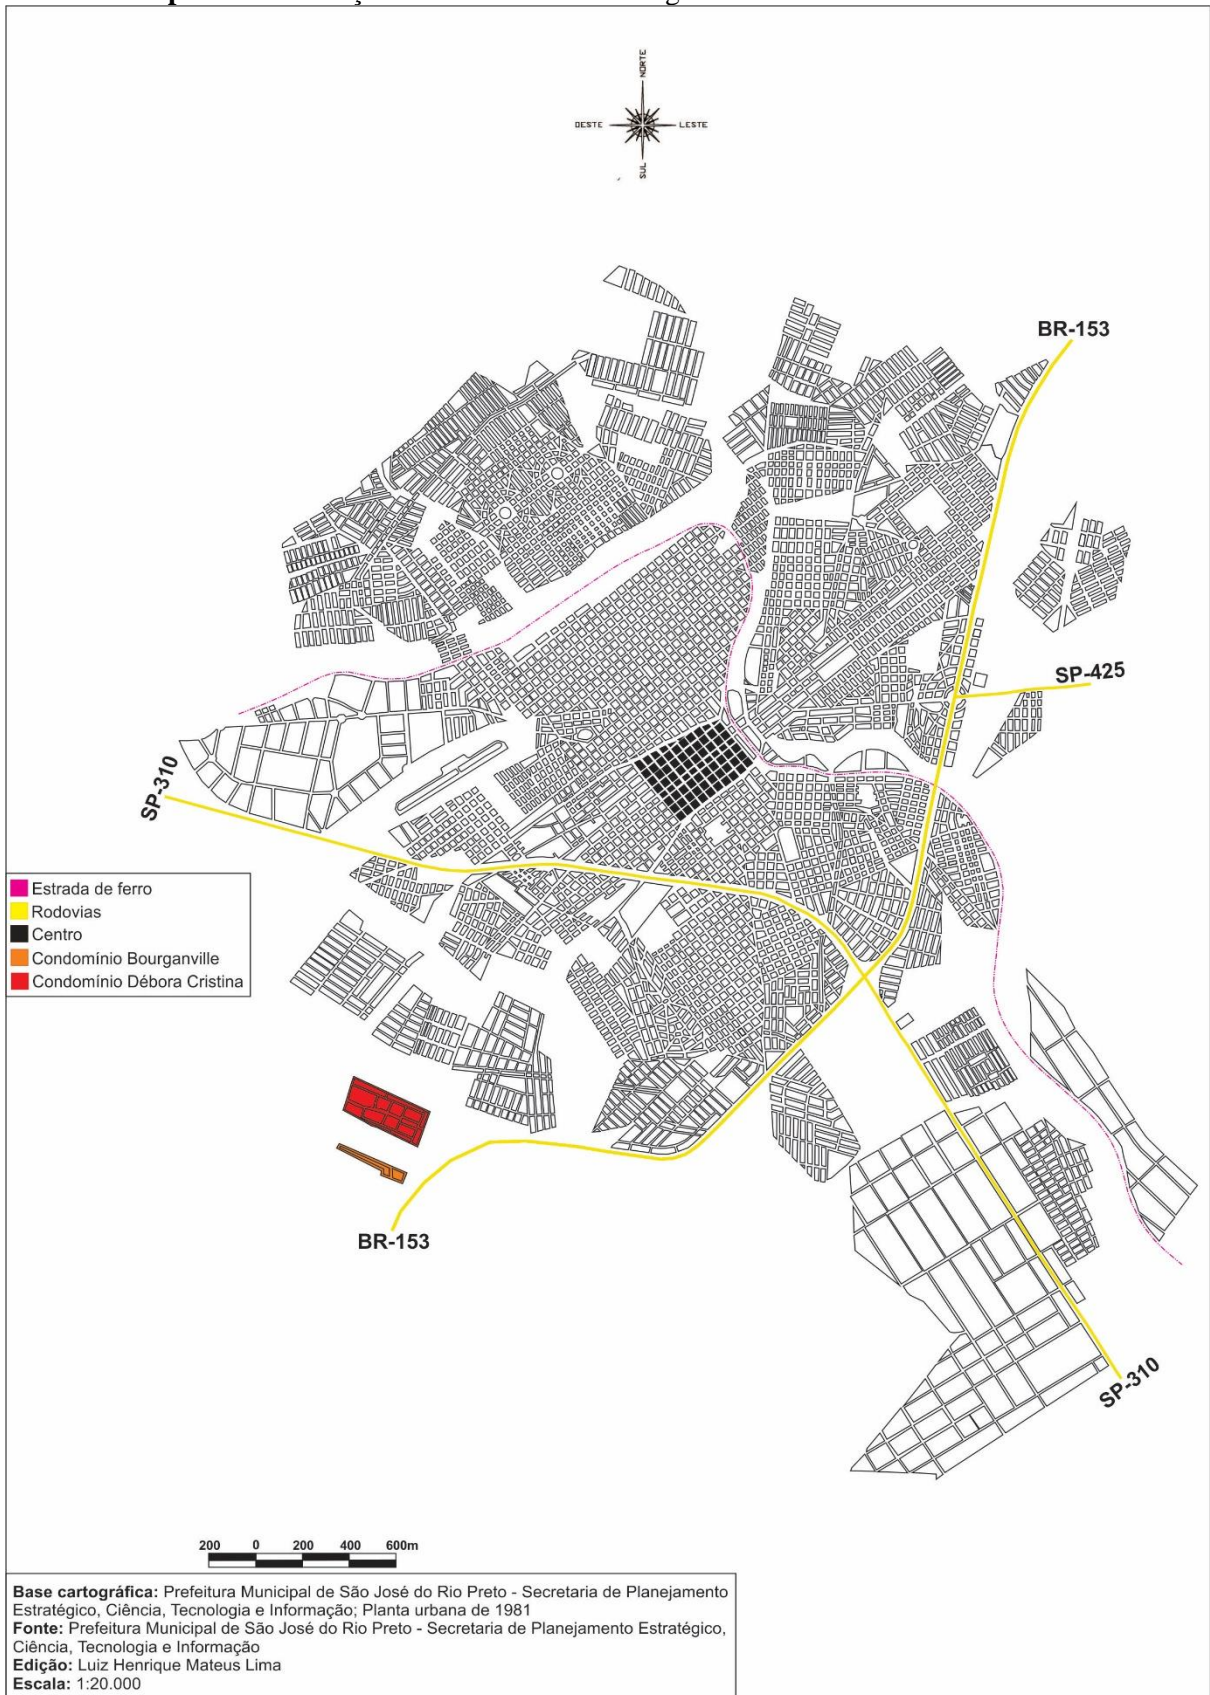 NORTE
OESTE
LESTE
SUL
BR-153
SP-425
SP-310
Estrada de ferro
Rodovias
Centro
Condomínio Bourganville
Condomínio Débora Cristina
BR-153
SP-310
200 0 200 400 600m
Base cartográfica: Prefeitura Municipal de São José do Rio Preto - Secretaria de Planejamento
Estratégico, Ciência, Tecnologia e Informação; Planta urbana de 1981
Fonte: Prefeitura Municipal de São José do Rio Preto - Secretaria de Planejamento Estratégico,
Ciência, Tecnologia e Informação
Edição: Luiz Henrique Mateus Lima
Escala: 1:20.000